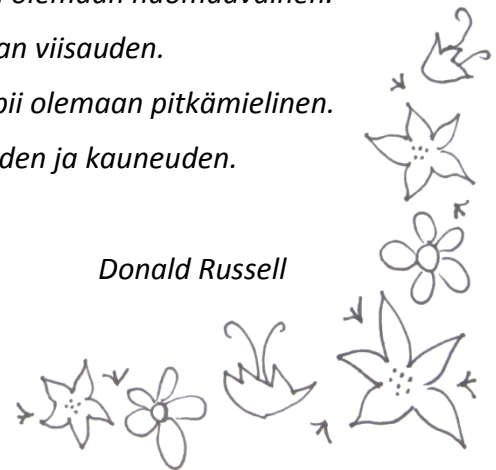 olemaan huomaavainen.
viisauden.
olemaan pitkämielinen.
ja kauneuden.
Donald Russell